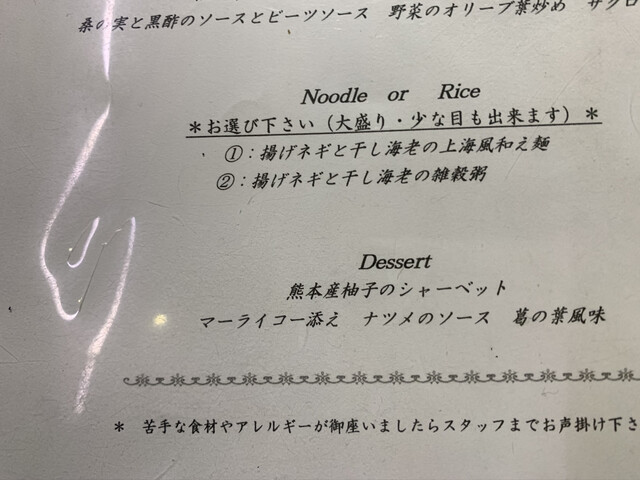 桑の実と黒酢のソースとビーツソース 野菜のオリーブ葉炒め ザクロ
Noodle or Rice
＊お選び下さい（大盛り・少な目も出来ます）＊
①：揚げネギと干し海老の上海風和え麺
②：揚げネギと干し海老の雑穀粥
Dessert
熊本産柚子のシャーベット
マーライコー添え ナツメのソース 葛の葉風味
＊ 苦手な食材やアレルギーが御座いましたらスタッフまでお声掛け下さ